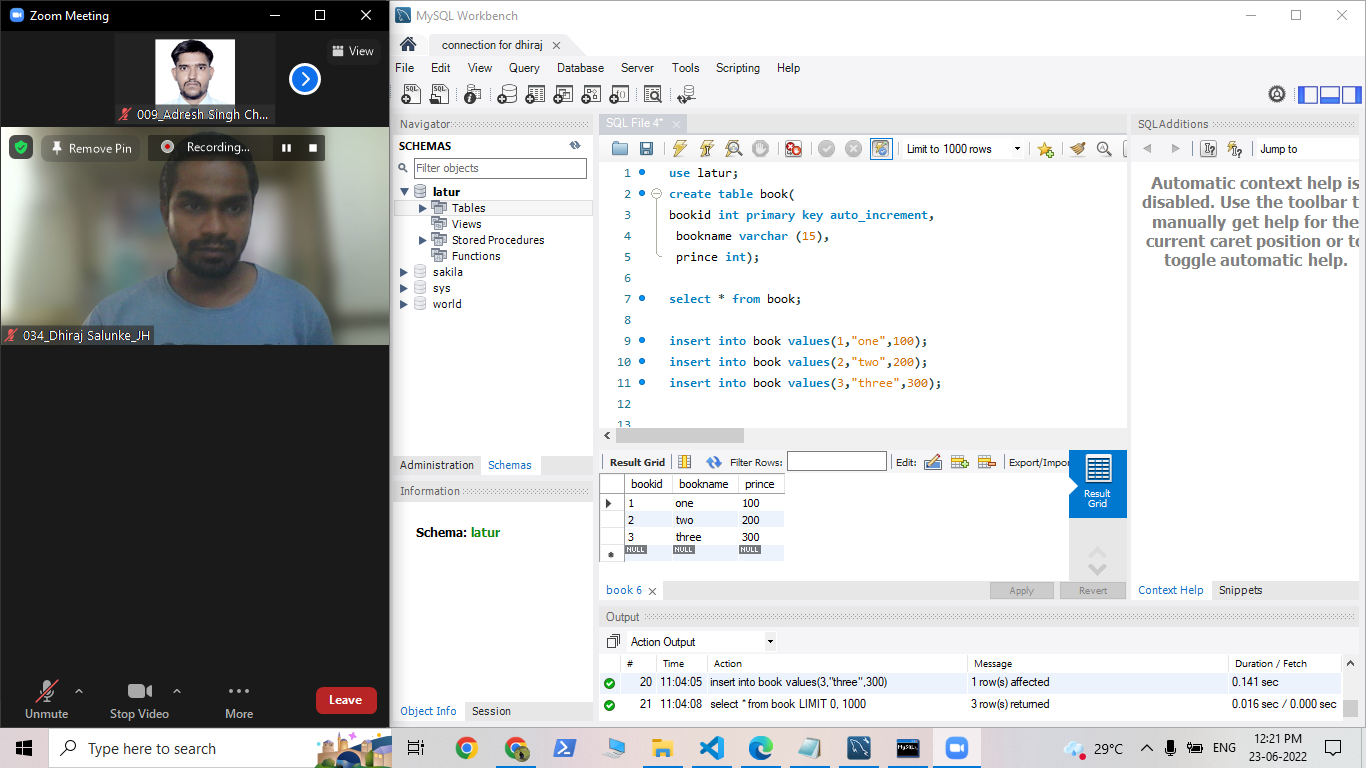 Zoom Meeting
View
009_Adresh Singh Ch...
Remove Pin
Recording...
034_Dhiraj Salunke_JH
Unmute
Stop Video
More
Leave
MySQL Workbench
connection for dhiraj
File Edit View Query Database Server Tools Scripting Help
Navigator
SCHEMAS
Filter objects
latur
Tables
Views
Stored Procedures
Functions
sakila
sys
world
Administration Schemas
Information
Schema: latur
Object Info Session
SQL File 4*
Limit to 1000 rows
1 use latur;
2 create table book(
3 bookid int primary key auto_increment,
4 bookname varchar (15),
5 prince int);
6
7 select * from book;
8
9 insert into book values(1,"one",100);
10 insert into book values(2,"two",200);
11 insert into book values(3,"three",300);
12
13
Result Grid Filter Rows: Edit: Export/Impor
bookid bookname prince
1 one 100
2 two 200
3 three 300
NULL NULL NULL
Result
Grid
book 6
Apply Revert
SQLAdditions
Jump to
Automatic context help is
disabled. Use the toolbar t
manually get help for the
current caret position or to
toggle automatic help.
Context Help Snippets
Output
Action Output
# Time Action Message Duration / Fetch
20 11:04:05 insert into book values(3,"three",300) 1 row(s) affected 0.141 sec
21 11:04:08 select * from book LIMIT 0, 1000 3 row(s) returned 0.016 sec / 0.000 sec
Type here to search
29°C
ENG
12:21 PM
23-06-2022